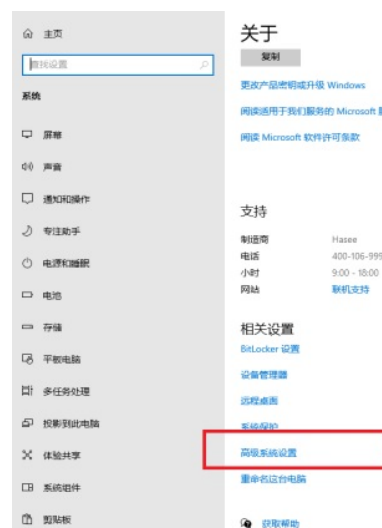 主页
查找设置
系统
屏幕
声音
通知和操作
专注助手
电源和睡眠
电池
存储
平板电脑
多任务处理
投影到此电脑
体验共享
系统组件
剪贴板
关于
复制
更改产品密钥或升级 Windows
阅读适用于我们服务的 Microsoft
阅读 Microsoft 软件许可条款
支持
制造商 Hasee
电话 400-106-999
小时 9:00 - 18:00
网站 联机支持
相关设置
BitLocker 设置
设备管理器
远程桌面
系统保护
高级系统设置
重命名这台电脑
获取帮助